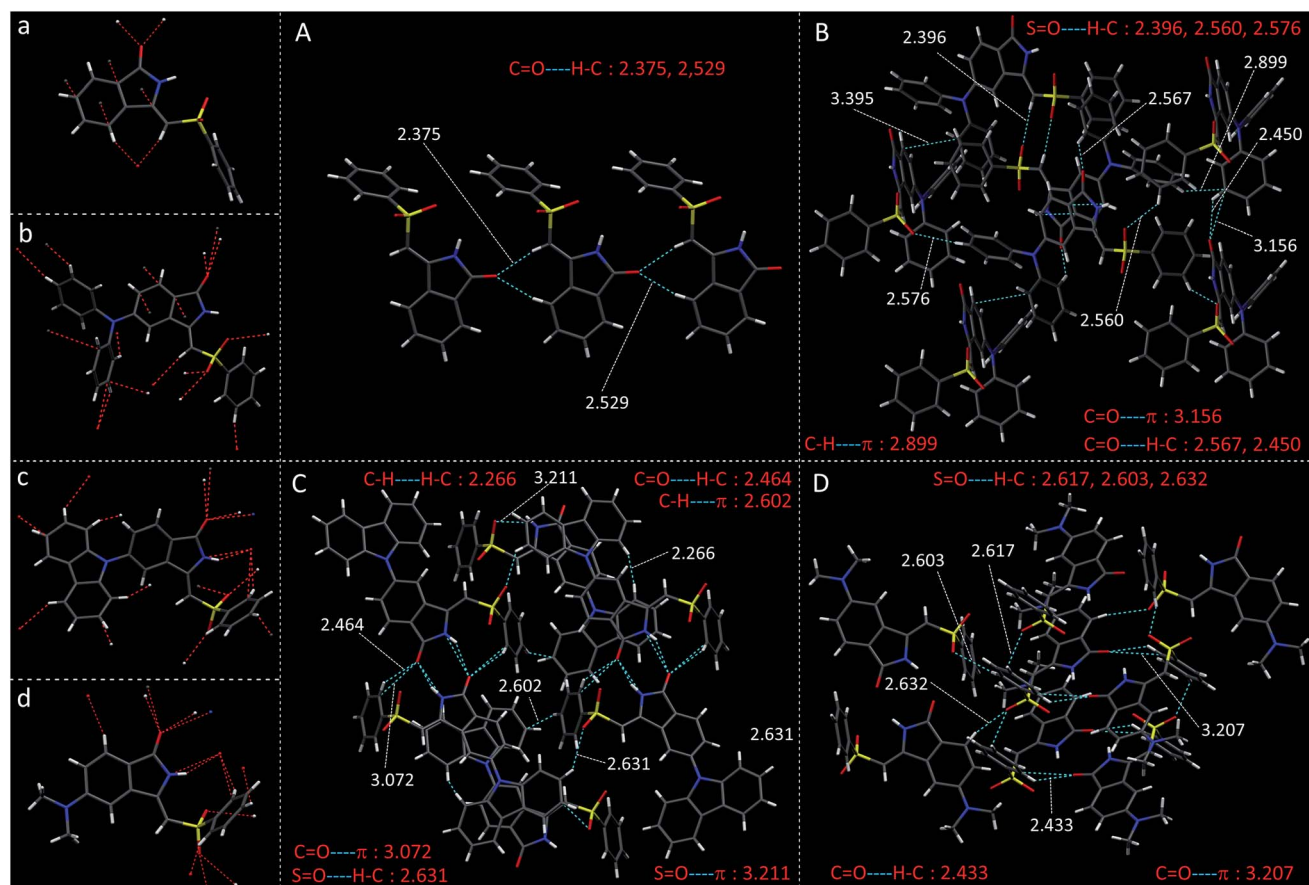 a
A
C=O----H-C : 2.375, 2,529
2.375
2.529
B
S=O----H-C : 2.396, 2.560, 2.576
2.396
2.899
3.395
2.567
2.450
3.156
2.576
2.560
C=O----π : 3.156
C-H----π : 2.899
C=O----H-C : 2.567, 2.450
b
c
C
C-H----H-C : 2.266
3.211
C=O----H-C : 2.464
C-H----π : 2.602
2.266
2.464
2.602
2.631
3.072
2.631
C=O----π : 3.072
S=O----H-C : 2.631
S=O----π : 3.211
D
S=O----H-C : 2.617, 2.603, 2.632
2.617
2.603
2.632
3.207
2.433
C=O----H-C : 2.433
C=O----π : 3.207
d